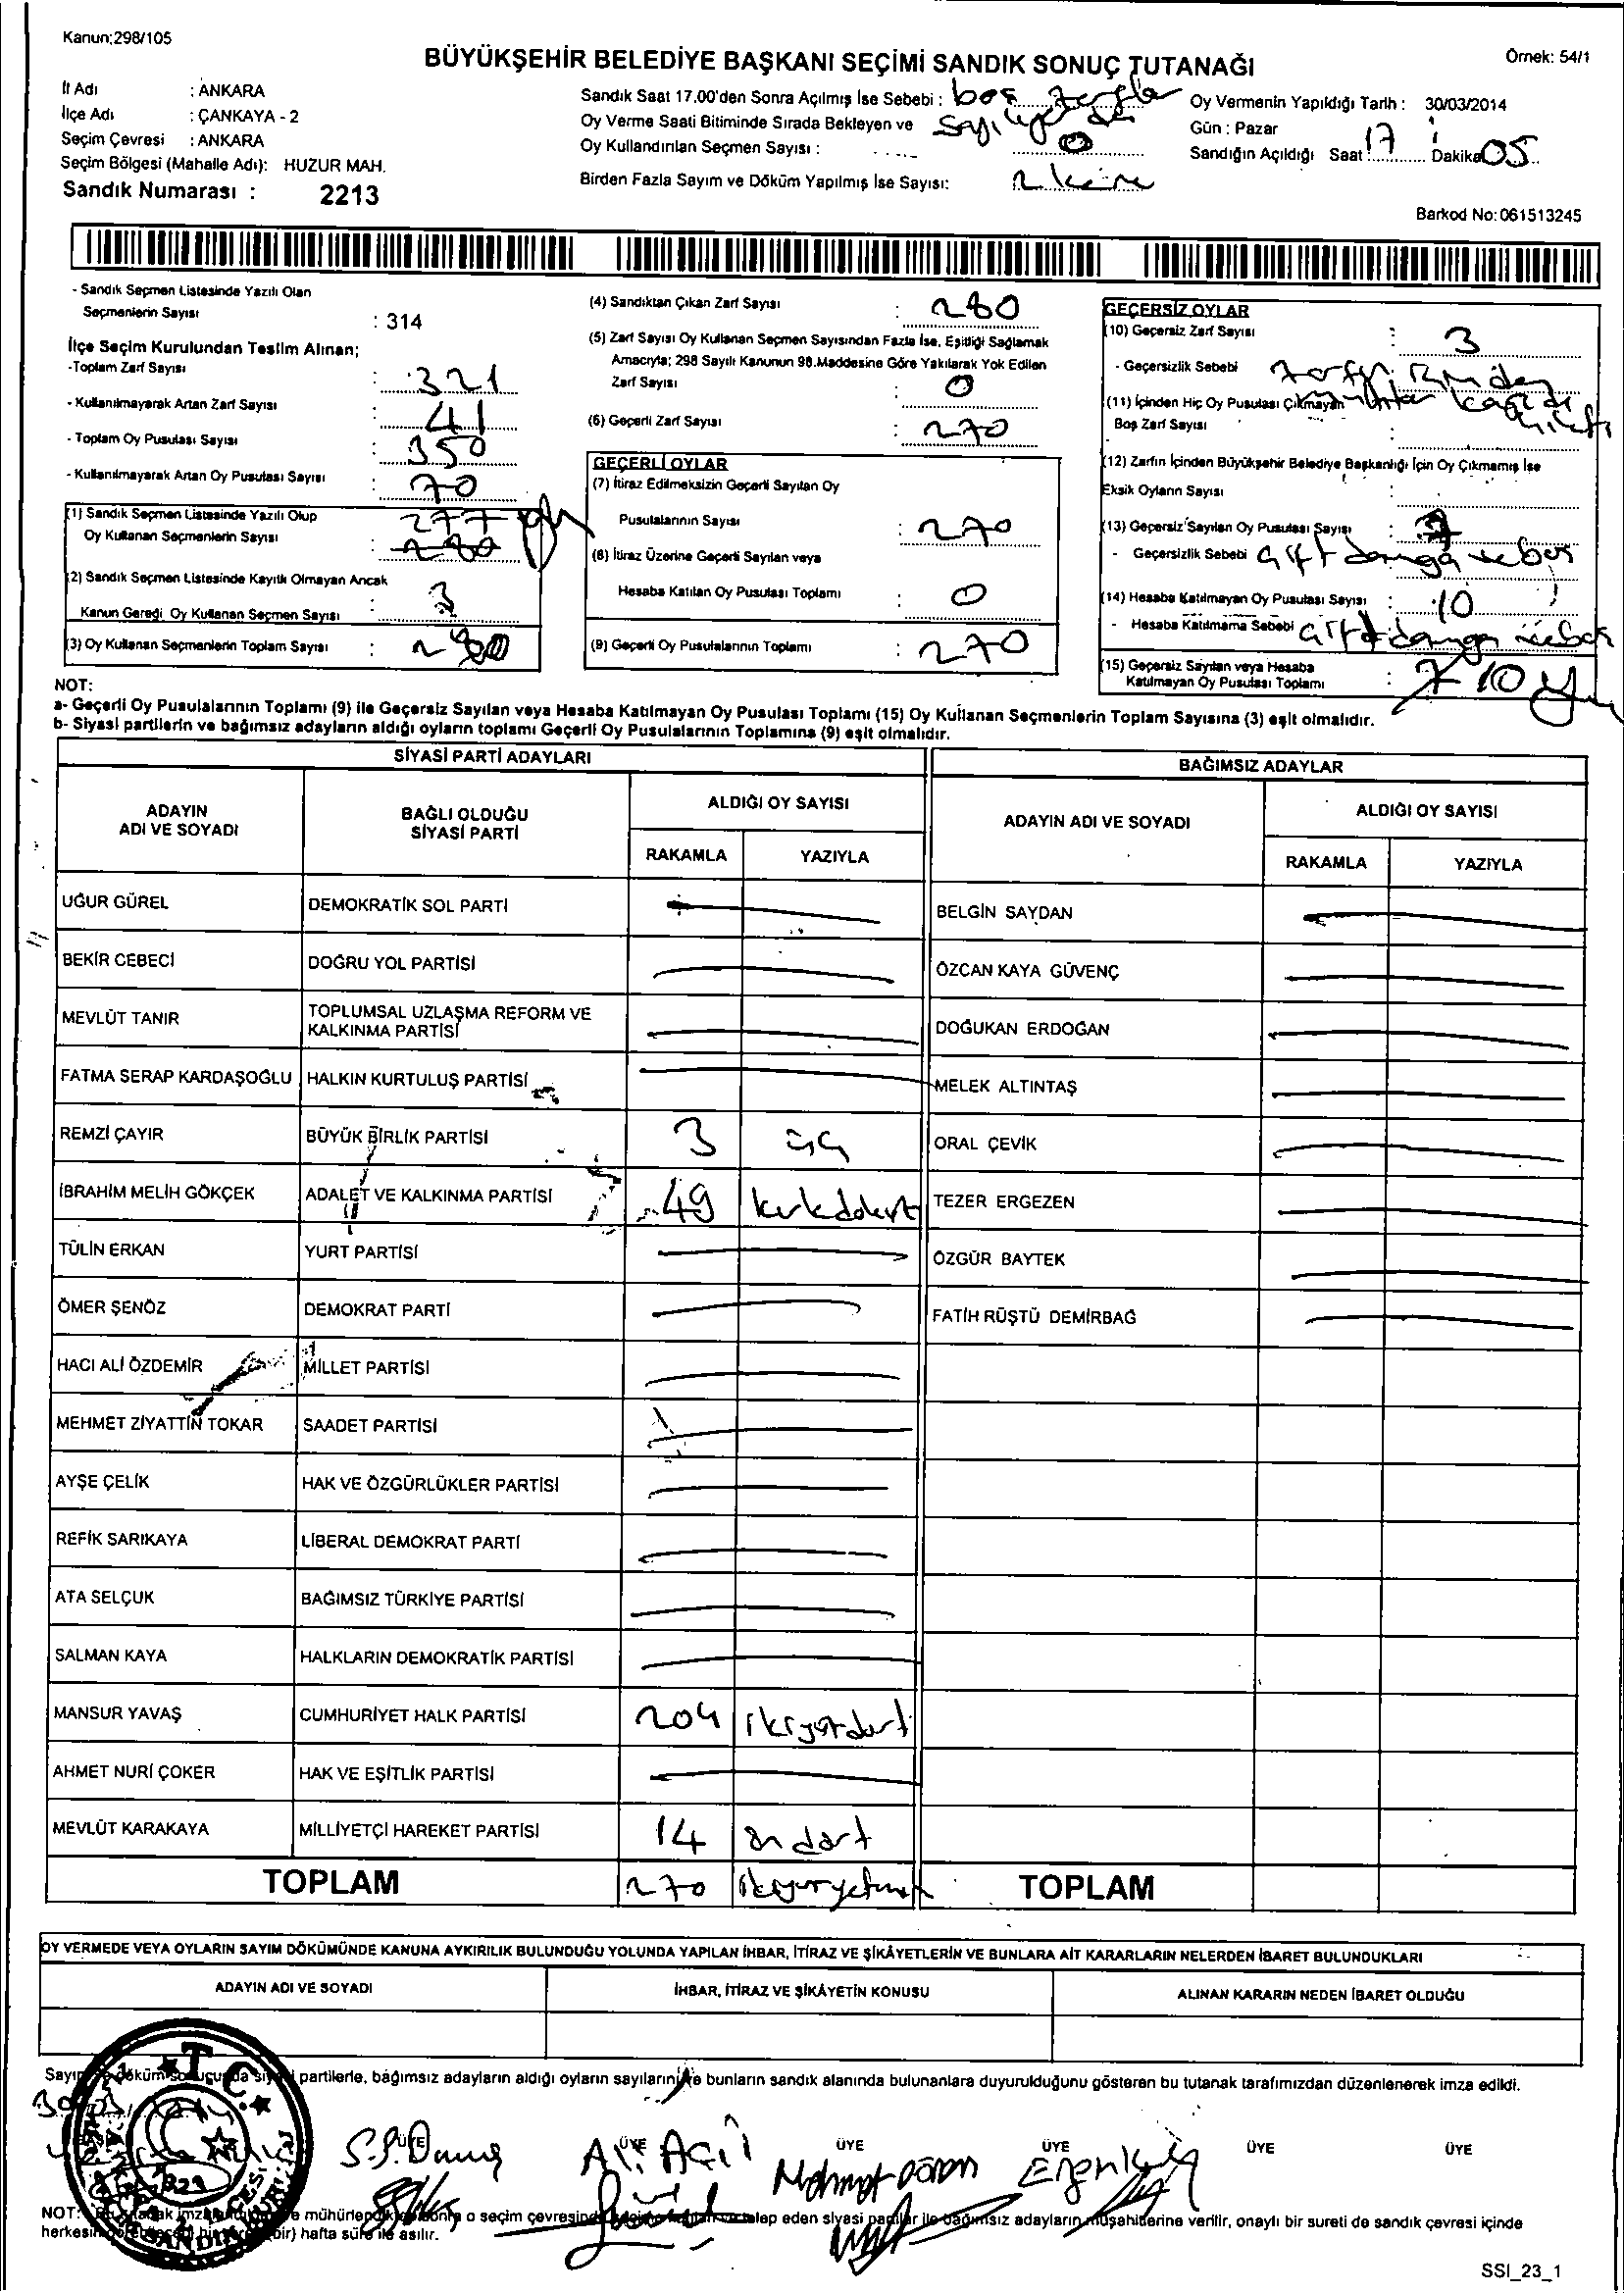 Kanun;298/105
BÜYÜKŞEHİR BELEDİYE BAŞKANI SEÇİMİ SANDIK SONUÇ TUTANAĞI
Örnek: 54/1
İl Adı : ANKARA
İlçe Adı : ÇANKAYA - 2
Seçim Çevresi : ANKARA
Seçim Bölgesi (Mahalle Adı): HUZUR MAH.
Sandık Numarası : 2213
Sandık Saat 17.00'den Sonra Açılmış İse Sebebi : boş
Oy Verme Saati Bitiminde Sırada Bekleyen ve
Oy Kullandırılan Seçmen Sayısı : 0
Birden Fazla Sayım ve Döküm Yapılmış İse Sayısı: 2 kere
Oy Vermenin Yapıldığı Tarih : 30/03/2014
Gün : Pazar
Sandığın Açıldığı Saat 17 Dakika 05
Barkod No: 061513245
- Sandık Seçmen Listesinde Yazılı Olan
Seçmenlerin Sayısı : 314
İlçe Seçim Kurulundan Teslim Alınan;
-Toplam Zarf Sayısı : 321
- Kullanılmayarak Artan Zarf Sayısı : 41
- Toplam Oy Pusulası Sayısı : 350
- Kullanılmayarak Artan Oy Pusulası Sayısı : 70
(1) Sandık Seçmen Listesinde Yazılı Olup 277
Oy Kullanan Seçmenlerin Sayısı : 280
(2) Sandık Seçmen Listesinde Kayıtlı Olmayan Ancak
Kanun Gereği Oy Kullanan Seçmen Sayısı : 3
(3) Oy Kullanan Seçmenlerin Toplam Sayısı : 280
(4) Sandıktan Çıkan Zarf Sayısı : 280
(5) Zarf Sayısı Oy Kullanan Seçmen Sayısından Fazla İse, Eşitliği Sağlamak
Amacıyla; 298 Sayılı Kanunun 98.Maddesine Göre Yakılarak Yok Edilen
Zarf Sayısı : 0
(6) Geçerli Zarf Sayısı : 270
GEÇERLİ OYLAR
(7) İtiraz Edilmeksizin Geçerli Sayılan Oy
Pusulalarının Sayısı : 270
(8) İtiraz Üzerine Geçerli Sayılan veya
Hesaba Katılan Oy Pusulası Toplamı : 0
(9) Geçerli Oy Pusulalarının Toplamı : 270
GEÇERSİZ OYLAR
(10) Geçersiz Zarf Sayısı : 3
- Geçersizlik Sebebi
(11) İçinden Hiç Oy Pusulası Çıkmayan
Boş Zarf Sayısı :
(12) Zarfın İçinden Büyükşehir Belediye Başkanlığı İçin Oy Çıkmamış İse
Eksik Oyların Sayısı :
(13) Geçersiz Sayılan Oy Pusulası Sayısı : 7
- Geçersizlik Sebebi çift damga ve boş
(14) Hesaba Katılmayan Oy Pusulası Sayısı : 10
- Hesaba Katılmama Sebebi çift damga
(15) Geçersiz Sayılan veya Hesaba
Katılmayan Oy Pusulası Toplamı : 7 10
NOT:
a- Geçerli Oy Pusulalarının Toplamı (9) ile Geçersiz Sayılan veya Hesaba Katılmayan Oy Pusulası Toplamı (15) Oy Kullanan Seçmenlerin Toplam Sayısına (3) eşit olmalıdır.
b- Siyasi partilerin ve bağımsız adayların aldığı oyların toplamı Geçerli Oy Pusulalarının Toplamına (9) eşit olmalıdır.
SİYASİ PARTİ ADAYLARI BAĞIMSIZ ADAYLAR
ADAYIN ADI VE SOYADI BAĞLI OLDUĞU SİYASİ PARTİ ALDIĞI OY SAYISI ADAYIN ADI VE SOYADI ALDIĞI OY SAYISI
RAKAMLA YAZIYLA RAKAMLA YAZIYLA
UĞUR GÜREL DEMOKRATİK SOL PARTİ BELGİN SAYDAN
BEKİR CEBECİ DOĞRU YOL PARTİSİ ÖZCAN KAYA GÜVENÇ
MEVLÜT TANIR TOPLUMSAL UZLAŞMA REFORM VE KALKINMA PARTİSİ DOĞUKAN ERDOĞAN
FATMA SERAP KARDAŞOĞLU HALKIN KURTULUŞ PARTİSİ MELEK ALTINTAŞ
REMZİ ÇAYIR BÜYÜK BİRLİK PARTİSİ 3 üç ORAL ÇEVİK
İBRAHİM MELİH GÖKÇEK ADALET VE KALKINMA PARTİSİ 49 TEZER ERGEZEN
TÜLİN ERKAN YURT PARTİSİ ÖZGÜR BAYTEK
ÖMER ŞENÖZ DEMOKRAT PARTİ FATİH RÜŞTÜ DEMİRBAĞ
HACI ALİ ÖZDEMİR MİLLET PARTİSİ
MEHMET ZİYATTİN TOKAR SAADET PARTİSİ
AYŞE ÇELİK HAK VE ÖZGÜRLÜKLER PARTİSİ
REFİK SARIKAYA LİBERAL DEMOKRAT PARTİ
ATA SELÇUK BAĞIMSIZ TÜRKİYE PARTİSİ
SALMAN KAYA HALKLARIN DEMOKRATİK PARTİSİ
MANSUR YAVAŞ CUMHURİYET HALK PARTİSİ 204 ikiyüzdört
AHMET NURİ ÇOKER HAK VE EŞİTLİK PARTİSİ
MEVLÜT KARAKAYA MİLLİYETÇİ HAREKET PARTİSİ 14 on dört
TOPLAM 270 ikiyüzyetmiş TOPLAM
OY VERMEDE VEYA OYLARIN SAYIM DÖKÜMÜNDE KANUNA AYKIRILIK BULUNDUĞU YOLUNDA YAPILAN İHBAR, İTİRAZ VE ŞİKÂYETLERİN VE BUNLARA AİT KARARLARIN NELERDEN İBARET BULUNDUKLARI
ADAYIN ADI VE SOYADI İHBAR, İTİRAZ VE ŞİKÂYETİN KONUSU ALINAN KARARIN NEDEN İBARET OLDUĞU
partilerle, bağımsız adayların aldığı oyların sayılarını ve bunların sandık alanında bulunanlara duyurulduğunu gösteren bu tutanak tarafımızdan düzenlenerek imza edildi.
T.C.
ÜYE ÜYE ÜYE ÜYE ÜYE ÜYE
Ali Açıl
NOT: o seçim çevresinde talep eden siyasi partiler ile bağımsız adayların müşahitlerine verilir, onaylı bir sureti de sandık çevresi içinde
hafta süre ile asılır.
SSI_23_1